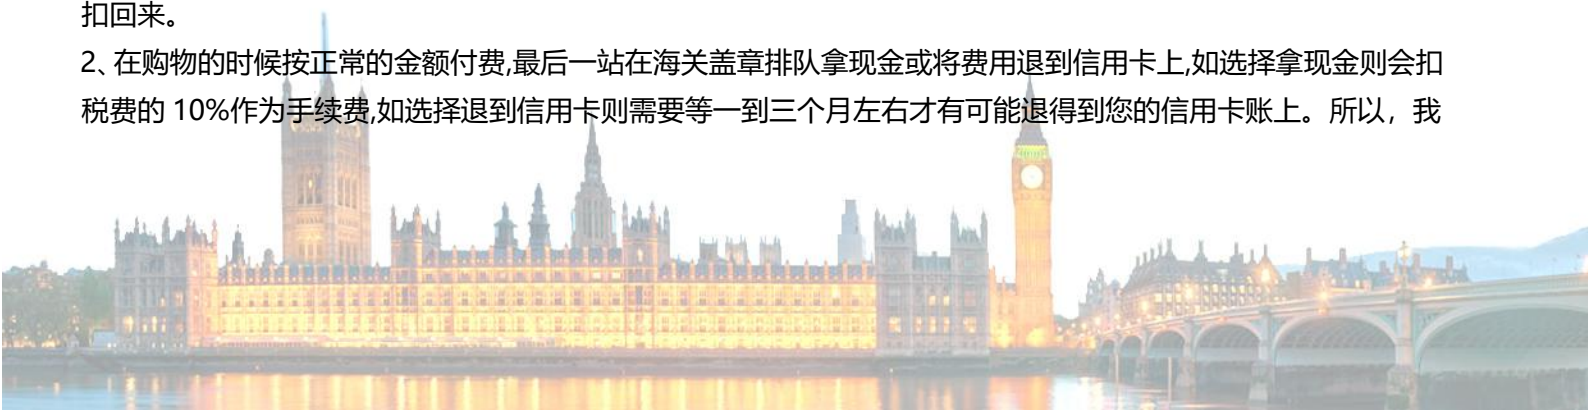 扣回来。
2、在购物的时候按正常的金额付费,最后一站在海关盖章排队拿现金或将费用退到信用卡上,如选择拿现金则会扣
税费的 10%作为手续费,如选择退到信用卡则需要等一到三个月左右才有可能退得到您的信用卡账上。所以，我